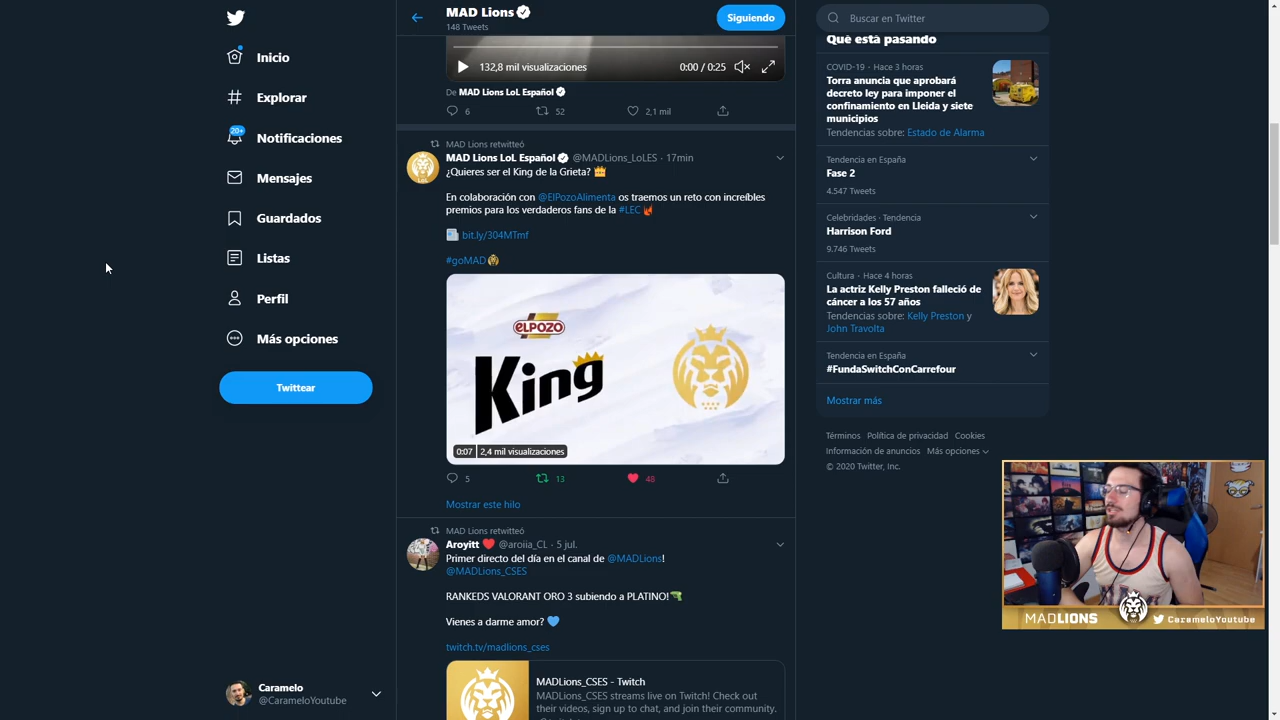 Inicio
Explorar
20+
Notificaciones
Mensajes
Guardados
Listas
Perfil
Más opciones
Twittear
Caramelo
@CarameloYoutube
MAD Lions
148 Tweets
Siguiendo
132,8 mil visualizaciones
0:00 / 0:25
De MAD Lions LoL Español
6
52
2,1 mil
MAD Lions retwitteó
MAD Lions LoL Español @MADLions_LoLES · 17min
¿Quieres ser el King de la Grieta?
En colaboración con @ElPozoAlimenta os traemos un reto con increíbles
premios para los verdaderos fans de la #LEC
bit.ly/304MTmf
#goMAD
ELPOZO
King
0:07
2,4 mil visualizaciones
5
13
48
Mostrar este hilo
MAD Lions retwitteó
Aroyitt @aroiia_CL · 5 jul.
Primer directo del día en el canal de @MADLions!
@MADLions_CSES
RANKEDS VALORANT ORO 3 subiendo a PLATINO!
Vienes a darme amor?
twitch.tv/madlions_cses
MADLions_CSES - Twitch
MADLions_CSES streams live on Twitch! Check out
their videos, sign up to chat, and join their community.
Buscar en Twitter
Qué está pasando
COVID-19 · Hace 3 horas
Torra anuncia que aprobará
decreto ley para imponer el
confinamiento en Lleida y siete
municipios
Tendencias sobre: Estado de Alarma
Tendencia en España
Fase 2
4.547 Tweets
Celebridades · Tendencia
Harrison Ford
9.746 Tweets
Cultura · Hace 4 horas
La actriz Kelly Preston falleció de
cáncer a los 57 años
Tendencias sobre: Kelly Preston y
John Travolta
Tendencia en España
#FundaSwitchConCarrefour
Mostrar más
Términos Política de privacidad Cookies
Información de anuncios Más opciones
© 2020 Twitter, Inc.
MADLIONS
CarameloYoutube